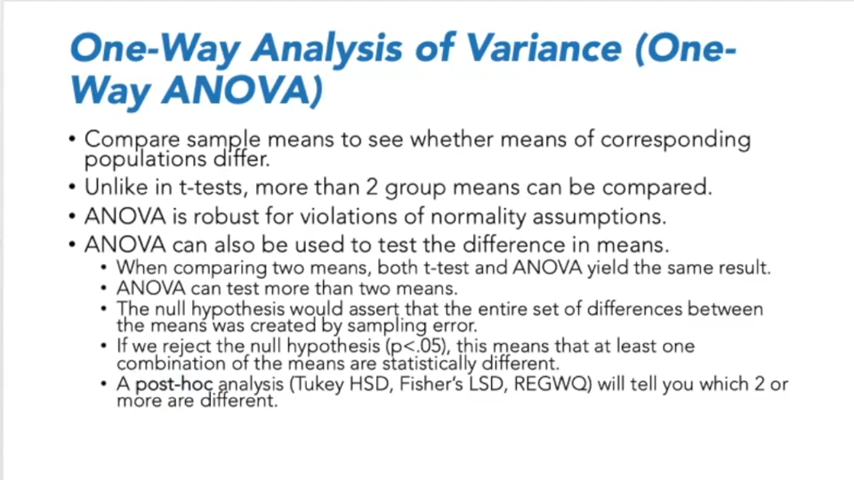 One-Way Analysis of Variance (One-
Way ANOVA)
• Compare sample means to see whether means of corresponding
populations differ.
• Unlike in t-tests, more than 2 group means can be compared.
• ANOVA is robust for violations of normality assumptions.
• ANOVA can also be used to test the difference in means.
• When comparing two means, both t-test and ANOVA yield the same result.
• ANOVA can test more than two means.
• The null hypothesis would assert that the entire set of differences between
the means was created by sampling error.
• If we reject the null hypothesis (p<.05), this means that at least one
combination of the means are statistically different.
• A post-hoc analysis (Tukey HSD, Fisher's LSD, REGWQ) will tell you which 2 or
more are different.